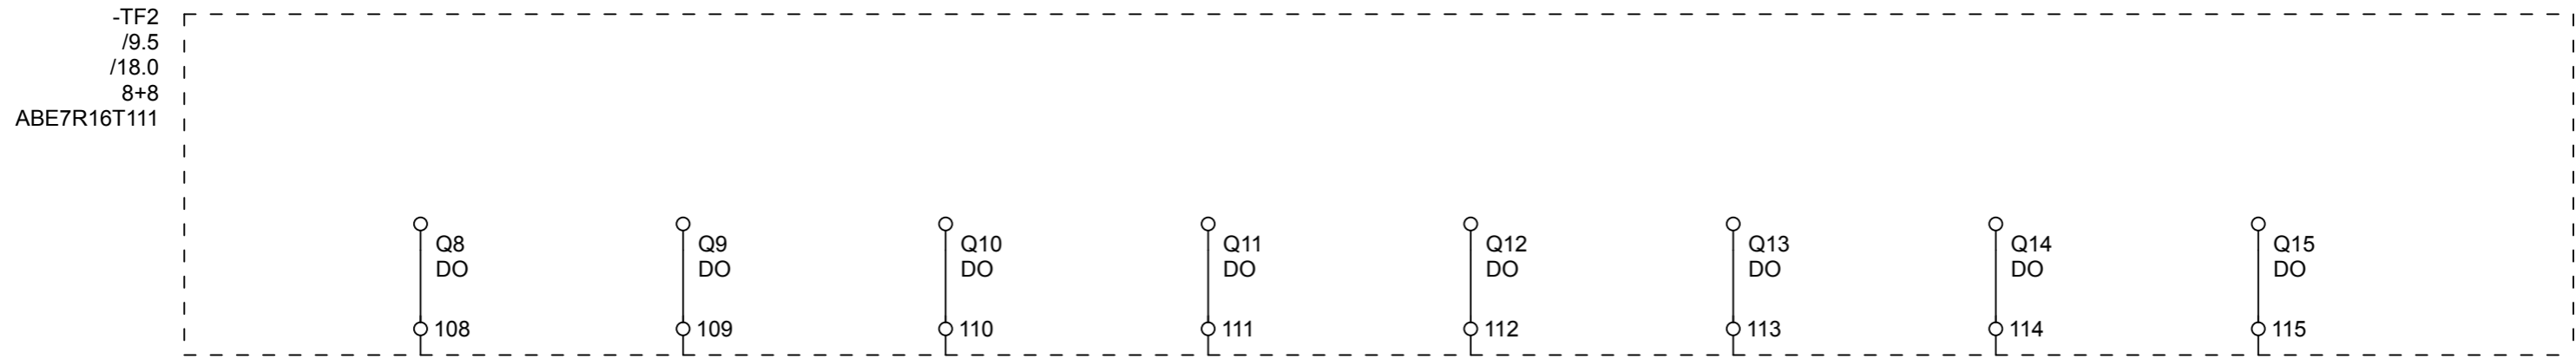 -TF2
/9.5
/18.0
8+8
ABE7R16T111
Q8
DO
108
Q9
DO
109
Q10
DO
110
Q11
DO
111
Q12
DO
112
Q13
DO
113
Q14
DO
114
Q15
DO
115